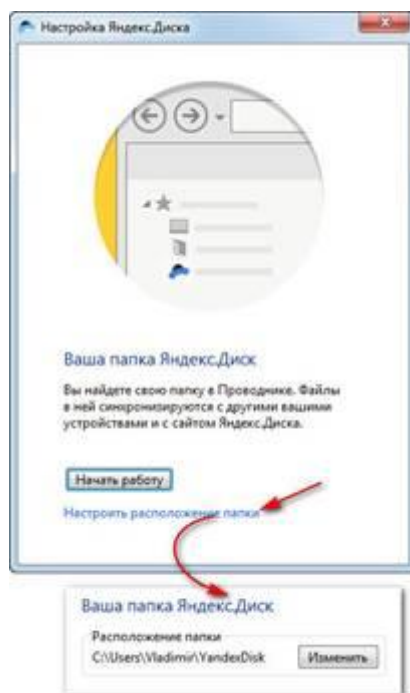 Настройка Яндекс.Диска
Ваша папка Яндекс.Диск
Вы найдете свою папку в Проводнике. Файлы
в ней синхронизируются с другими вашими
устройствами и с сайтом Яндекс.Диска.
Начать работу
Настроить расположение папки
Ваша папка Яндекс.Диск
Расположение папки
C:\Users\Vladimir\YandexDisk
Изменить